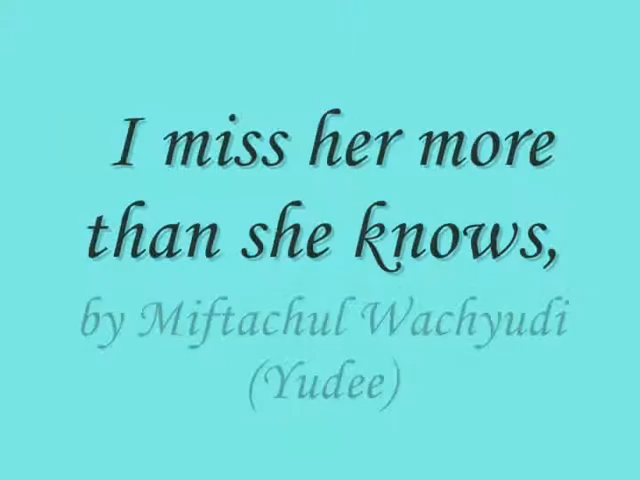 I miss her more
than she knows,
by Miftachul Wachyudi
(Yudee)